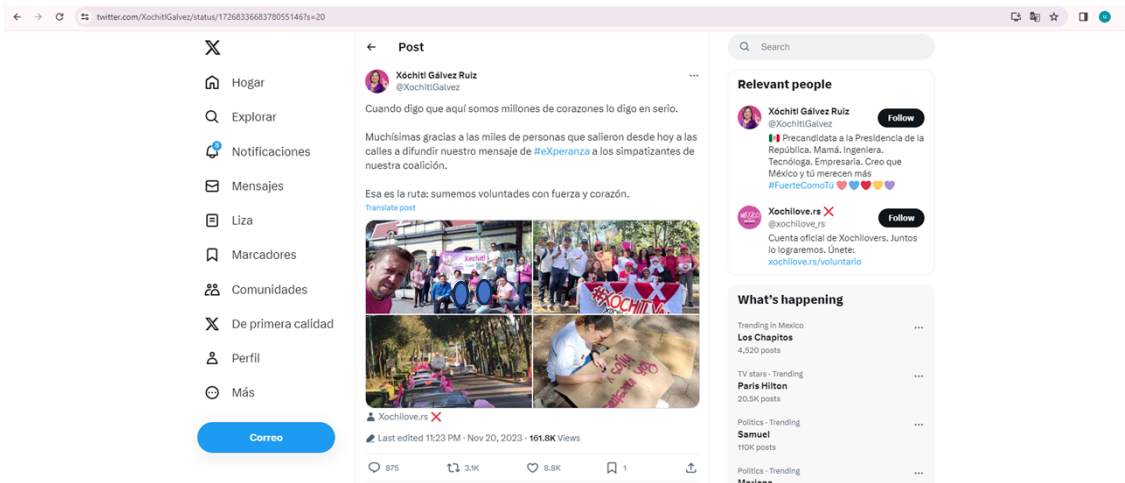 twitter.com/XochitlGalvez/status/1726833668378055146?s=20
X
Hogar
Explorar
Notificaciones
Mensajes
Liza
Marcadores
Comunidades
De primera calidad
Perfil
Más
Correo
Post
Xóchitl Gálvez Ruiz
@XochitlGalvez
Cuando digo que aquí somos millones de corazones lo digo en serio.
Muchísimas gracias a las miles de personas que salieron desde hoy a las
calles a difundir nuestro mensaje de #eXperanza a los simpatizantes de
nuestra coalición.
Esa es la ruta: sumemos voluntades con fuerza y corazón.
Translate post
Xochitl
#XOCHITL
Xochilove.rs ❌
Last edited 11:23 PM · Nov 20, 2023 · 161.8K Views
875 3.1K 8.8K 1
Search
Relevant people
Xóchitl Gálvez Ruiz
@XochitlGalvez
Follow
🇲🇽 Precandidata a la Presidencia de la
República. Mamá. Ingeniera.
Tecnóloga. Empresaria. Creo que
México y tú merecen más
#FuerteComoTú
Xochilove.rs ❌
@xochilove_rs
Follow
Cuenta oficial de Xochilovers. Juntos
lo lograremos. Únete:
xochilove.rs/voluntario
What's happening
Trending in Mexico
Los Chapitos
4,520 posts
TV stars · Trending
Paris Hilton
20.5K posts
Politics · Trending
Samuel
110K posts
Politics · Trending
Mariana